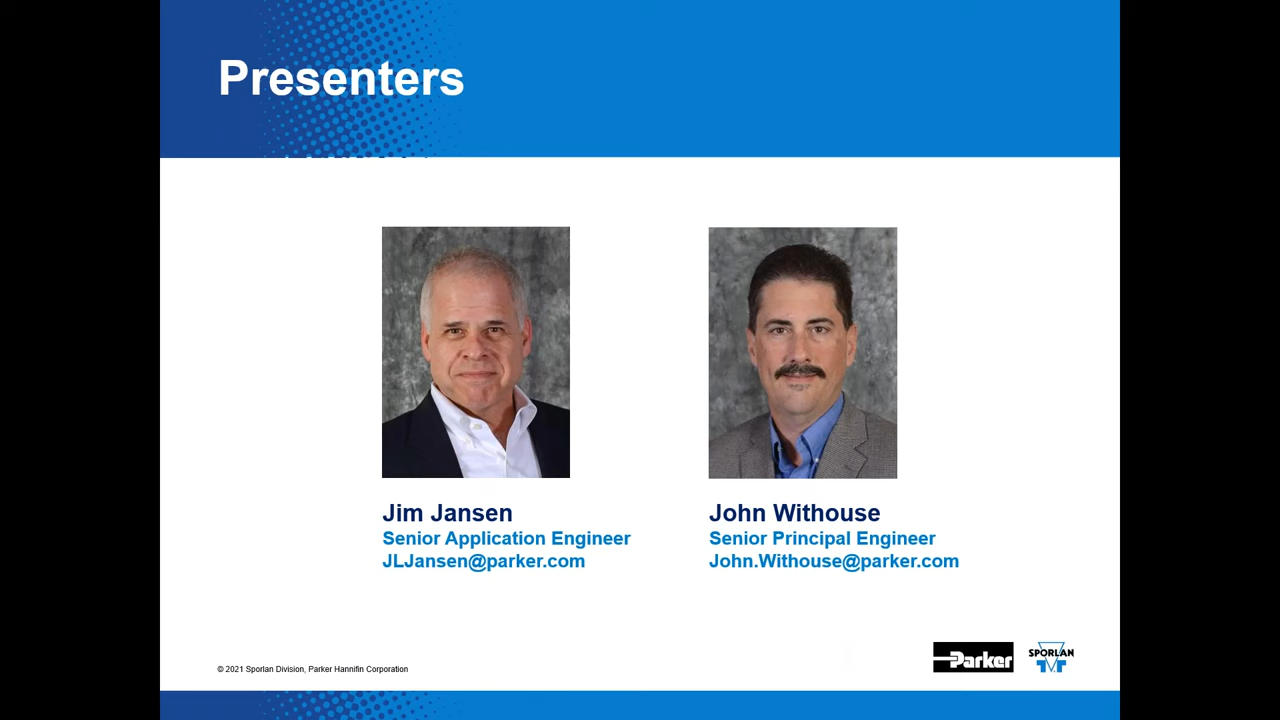 Presenters
Jim Jansen
Senior Application Engineer
JLJansen@parker.com
John Withouse
Senior Principal Engineer
John.Withouse@parker.com
© 2021 Sporlan Division, Parker Hannifin Corporation
Parker
SPORLAN